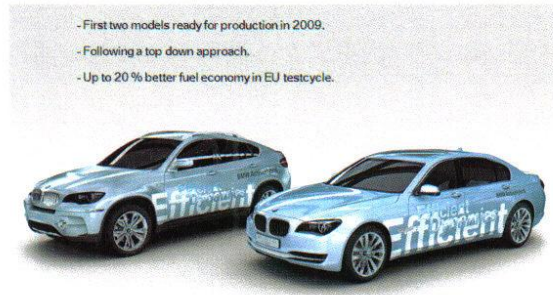 - First two models ready for production in 2009.
- Following a top down approach.
- Up to 20 % better fuel economy in EU testcycle.
Efficient
Efficient